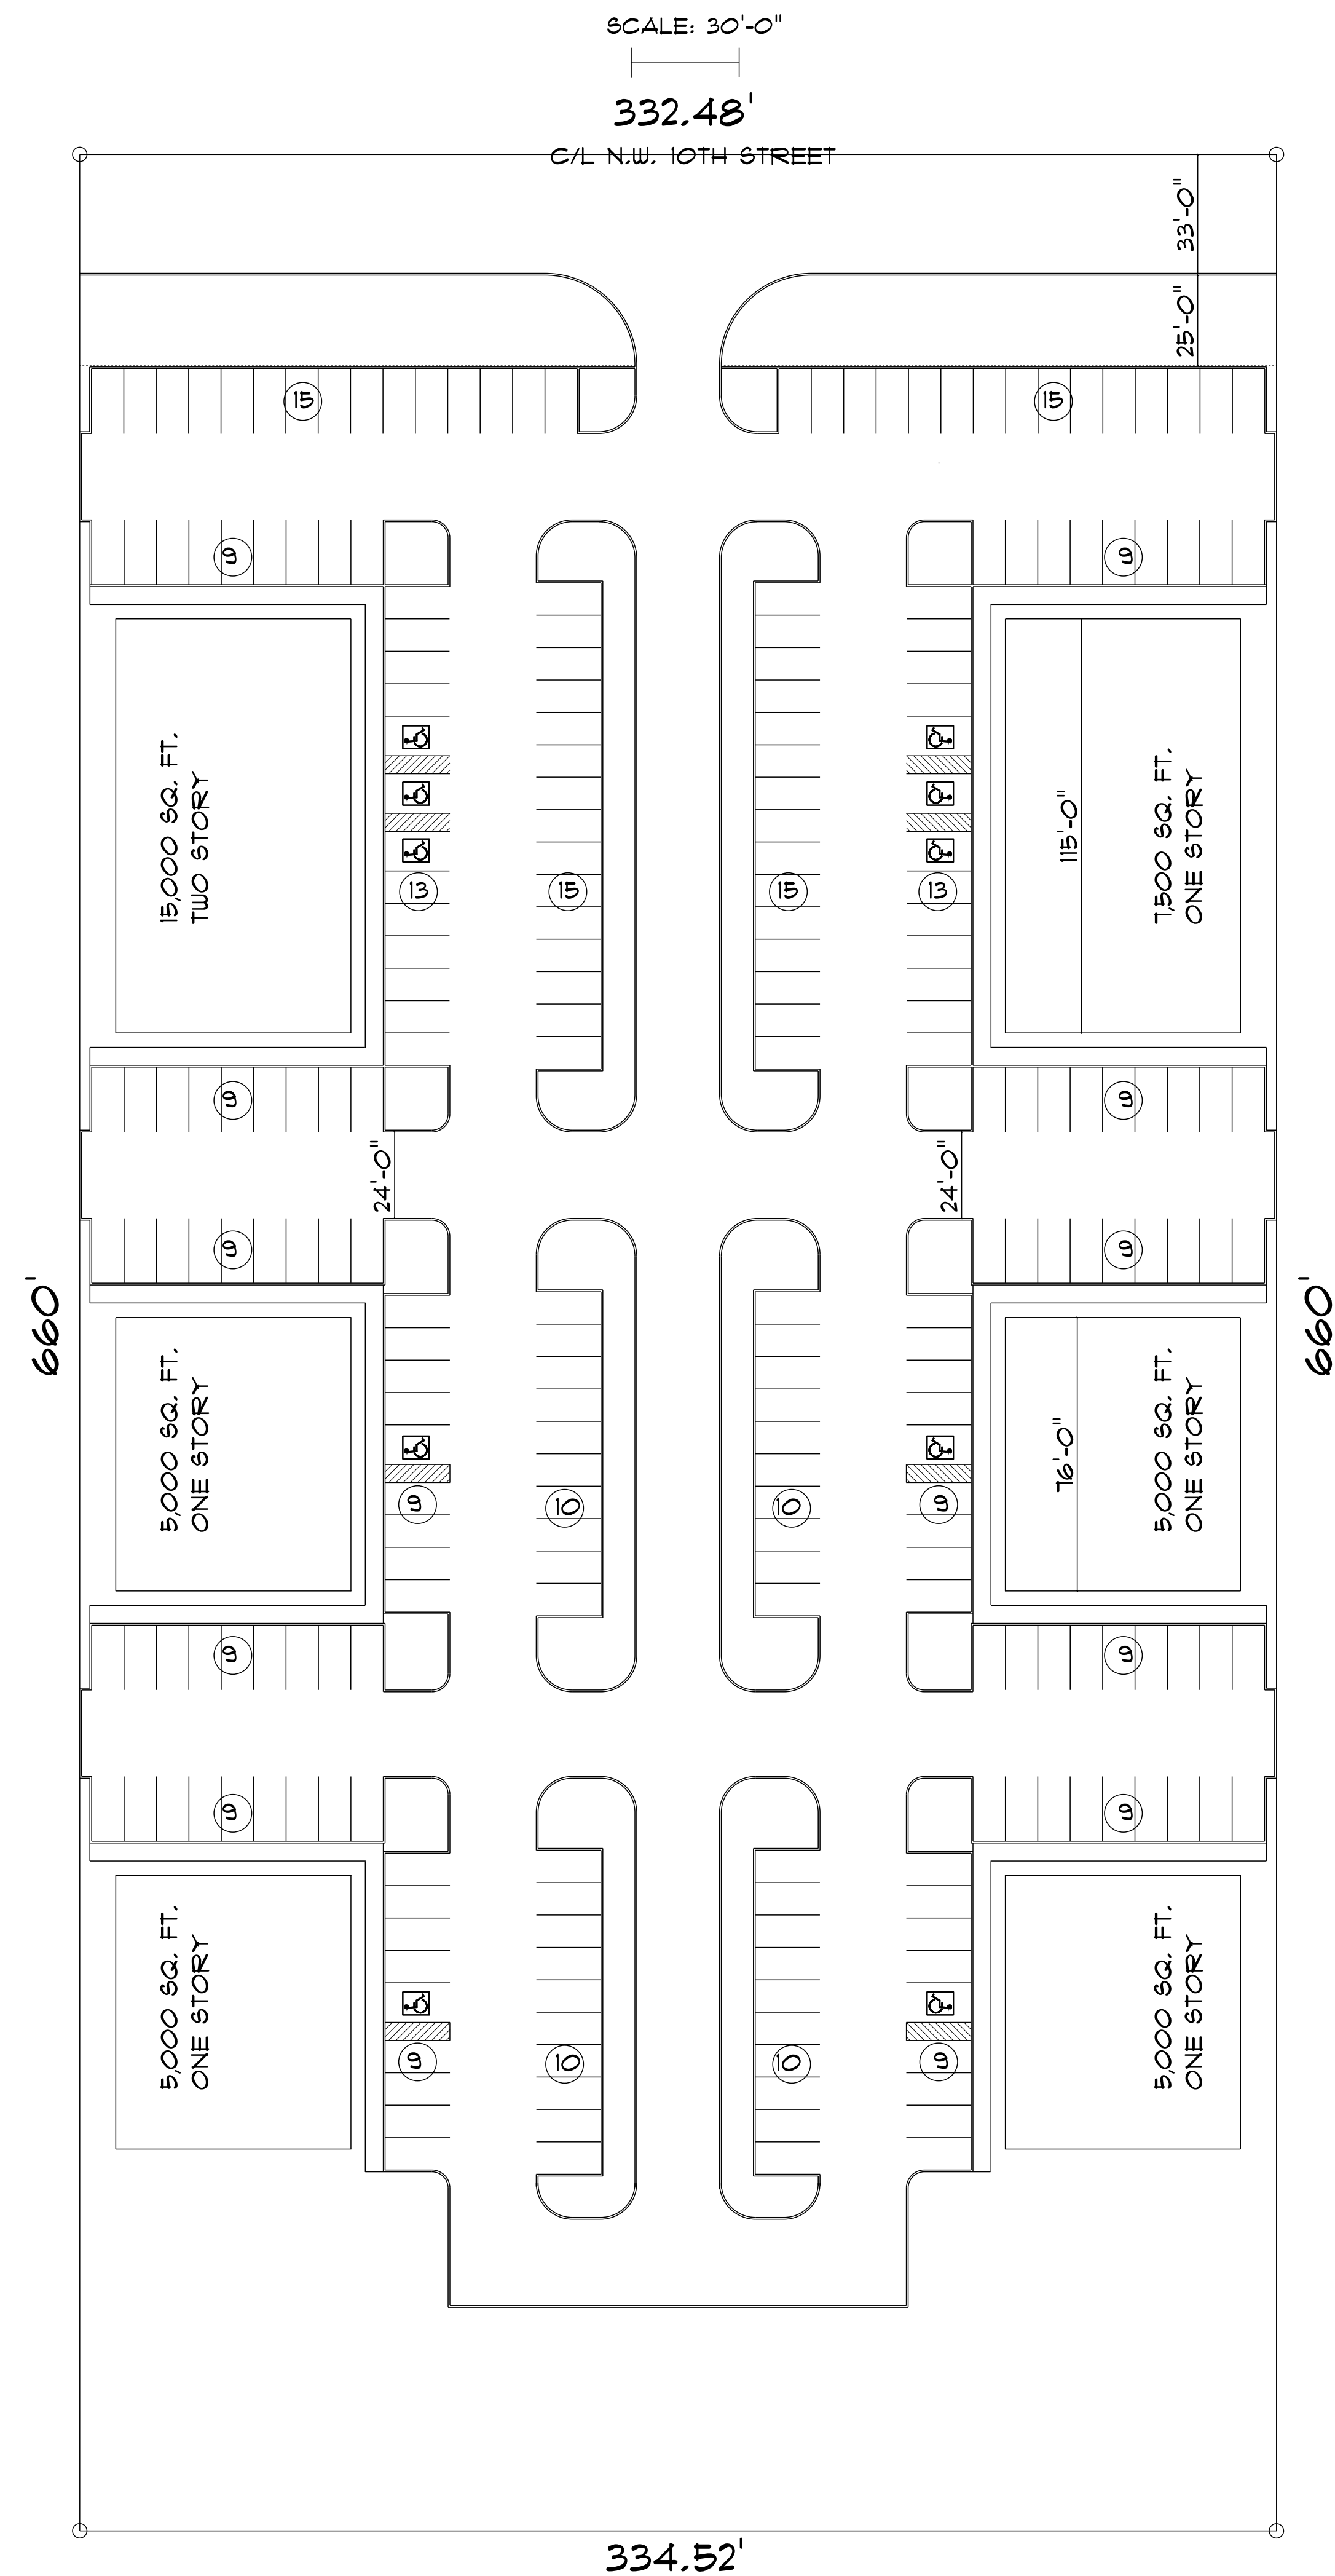 SCALE: 30'-0"
332.48'
C/L N.W. 10TH STREET
33'-0"
25'-0"
15
15
9
9
15,000 SQ. FT.
TWO STORY
115'-0"
7,500 SQ. FT.
ONE STORY
13
15
15
13
9
9
24'-0"
24'-0"
9
9
660'
660'
5,000 SQ. FT.
ONE STORY
76'-0"
5,000 SQ. FT.
ONE STORY
9
10
10
9
9
9
9
9
5,000 SQ. FT.
ONE STORY
5,000 SQ. FT.
ONE STORY
9
10
10
9
334.52'